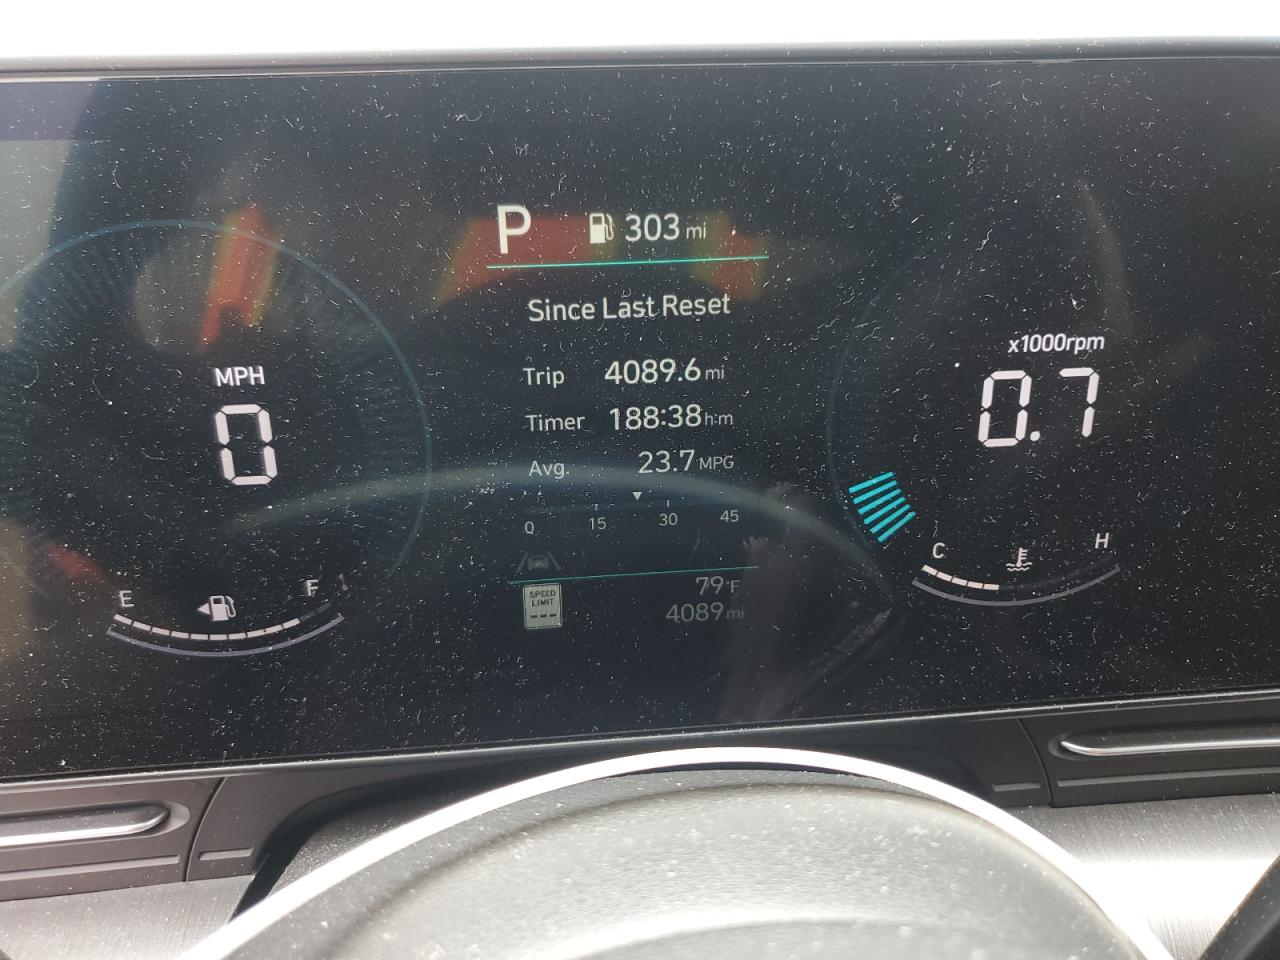 P 303 mi
Since Last Reset
Trip 4089.6 mi
Timer 188:38 h:m
Avg. 23.7 MPG
0 15 30 45
MPH
0
x1000rpm
0.7
E F
C H
SPEED
LIMIT
---
79°F
4089 mi